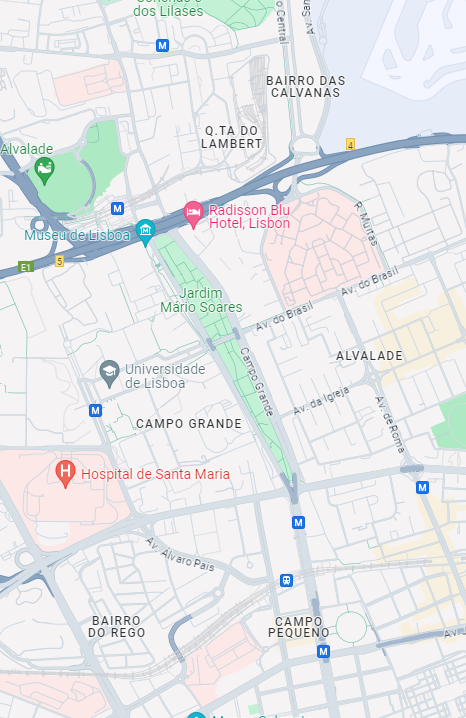 dos Lilases
M
o Central
BAIRRO DAS
CALVANAS
Q.TA DO
LAMBERT
4
Alvalade
M
Radisson Blu
Hotel, Lisbon
R. Murtas
Museu de Lisboa
E1
5
Jardim
Mário Soares
Av. do Brasil
Av. do Brasil
Universidade
de Lisboa
Campo Grande
ALVALADE
Av. da Igreja
Av. de Roma
M
CAMPO GRANDE
H
Hospital de Santa Maria
M
M
Av. Álvaro Pais
BAIRRO
DO REGO
CAMPO
PEQUENO
M